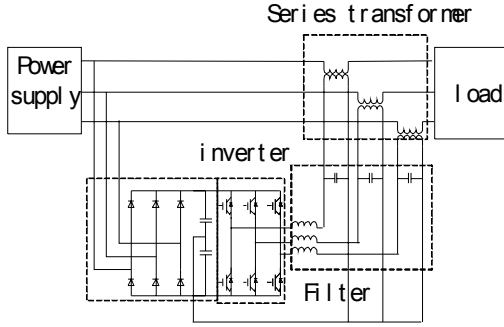 Series transformer
Power
supply
load
inverter
Filter